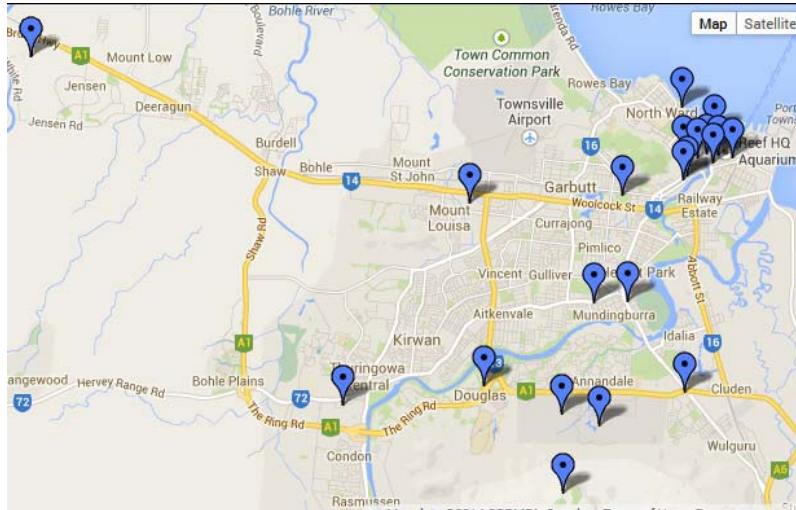 Bohle River
Rowes Bay
Map Satellite
Mount Low
Boulevard
Town Common
Conservation Park
A1
Jensen
Rowes Bay
Deeragun
Townsville
Airport
North Ward
Jensen Rd
Burdell
16
Reef HQ
Aquarium
Bohle
Mount
St John
Shaw
14
Garbutt
Mount
Louisa
Woolcock St
14
Railway
Estate
Shaw Rd
Currajong
Pimlico
Abbott St
Vincent
Gulliver
Park
Aitkenvale
Mundingburra
A1
Kirwan
Idalia
16
Bohle Plains
Hervey Range Rd
72
72
Douglas
A1
Annandale
Cluden
The Ring Rd
A1
The Ring Rd
Condon
Wulguru
A6
Rasmussen